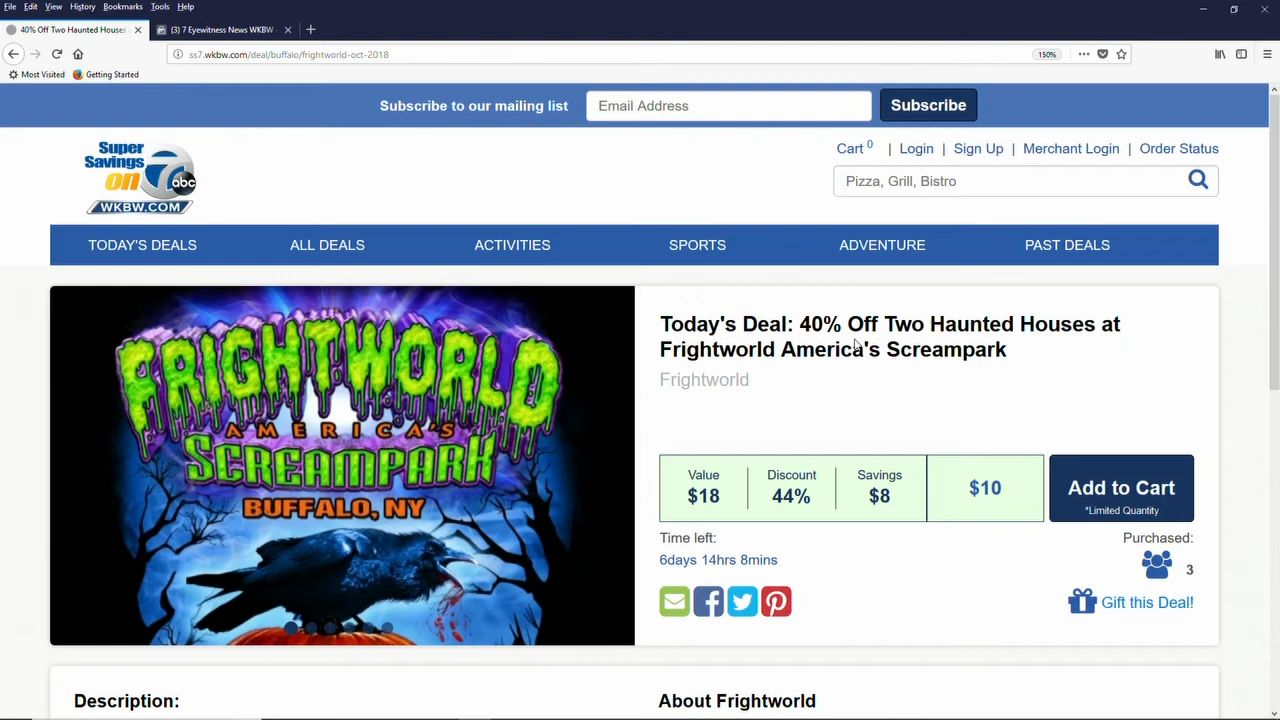 File Edit View History Bookmarks Tools Help
40% Off Two Haunted Houses
(3) 7 Eyewitness News WKBW
ss7.wkbw.com/deal/buffalo/frightworld-oct-2018
150%
Most Visited
Getting Started
Subscribe to our mailing list
Email Address
Subscribe
Super
Savings
on 7 abc
WKBW.COM
Cart 0 | Login | Sign Up | Merchant Login | Order Status
Pizza, Grill, Bistro
TODAY'S DEALS ALL DEALS ACTIVITIES SPORTS ADVENTURE PAST DEALS
FRIGHTWORLD
AMERICA'S
SCREAMPARK
BUFFALO, NY
Today's Deal: 40% Off Two Haunted Houses at
Frightworld America's Screampark
Frightworld
Value Discount Savings
$18 44% $8
$10
Add to Cart
*Limited Quantity
Time left:
6days 14hrs 8mins
Purchased:
3
Gift this Deal!
Description:
About Frightworld